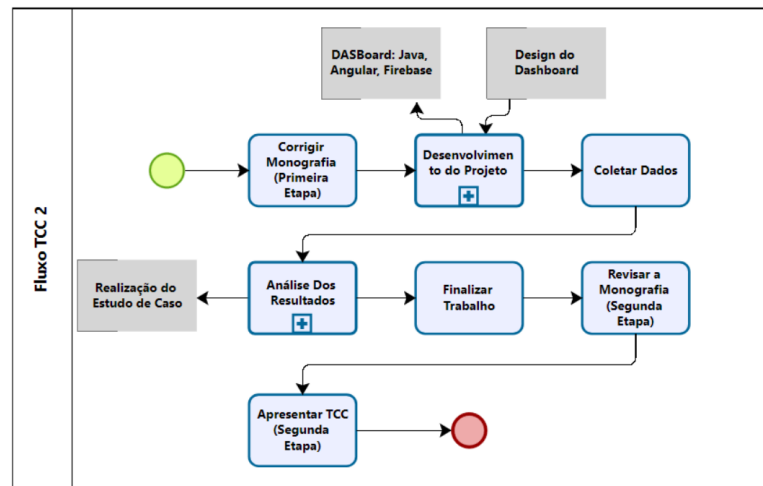 Fluxo TCC 2
DASBoard: Java,
Angular, Firebase
Design do
Dashboard
Corrigir
Monografia
(Primeira
Etapa)
Desenvolvimen
to do Projeto
Coletar Dados
Realização do
Estudo de Caso
Análise Dos
Resultados
Finalizar
Trabalho
Revisar a
Monografia
(Segunda
Etapa)
Apresentar TCC
(Segunda
Etapa)